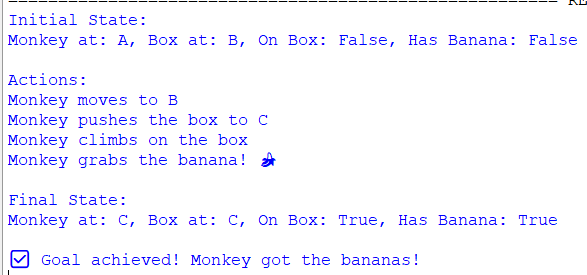 Initial State:
Monkey at: A, Box at: B, On Box: False, Has Banana: False
Actions:
Monkey moves to B
Monkey pushes the box to C
Monkey climbs on the box
Monkey grabs the banana! 🍌
Final State:
Monkey at: C, Box at: C, On Box: True, Has Banana: True
☑ Goal achieved! Monkey got the bananas!